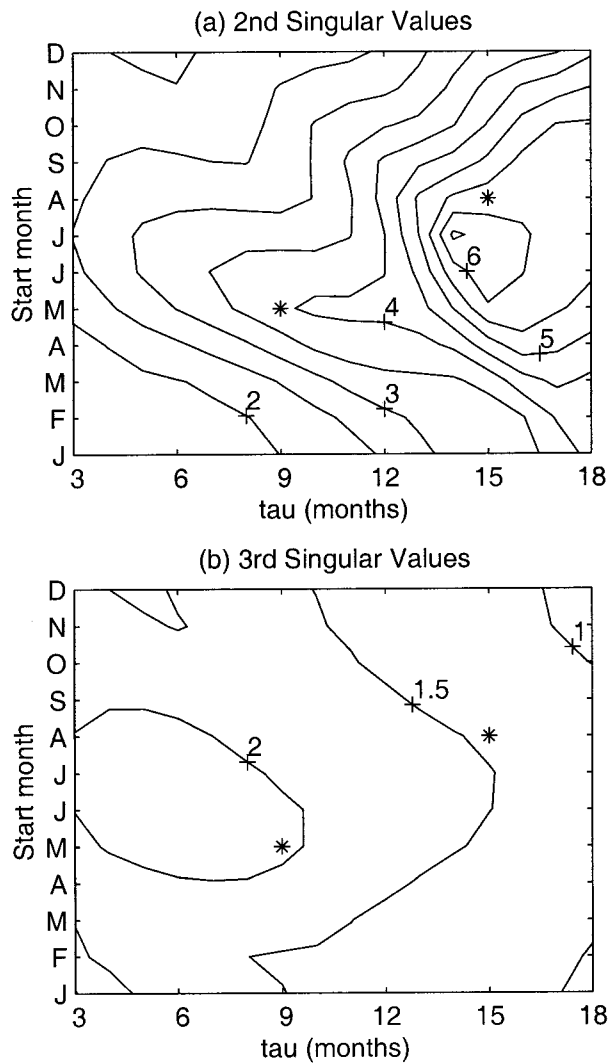 (a) 2nd Singular Values
D
N
O
S
A
J
J
M
A
M
F
J
Start month
6
4
5
2
3
3 6 9 12 15 18
tau (months)
(b) 3rd Singular Values
D
N
O
S
A
J
J
M
A
M
F
J
Start month
1
1.5
2
3 6 9 12 15 18
tau (months)